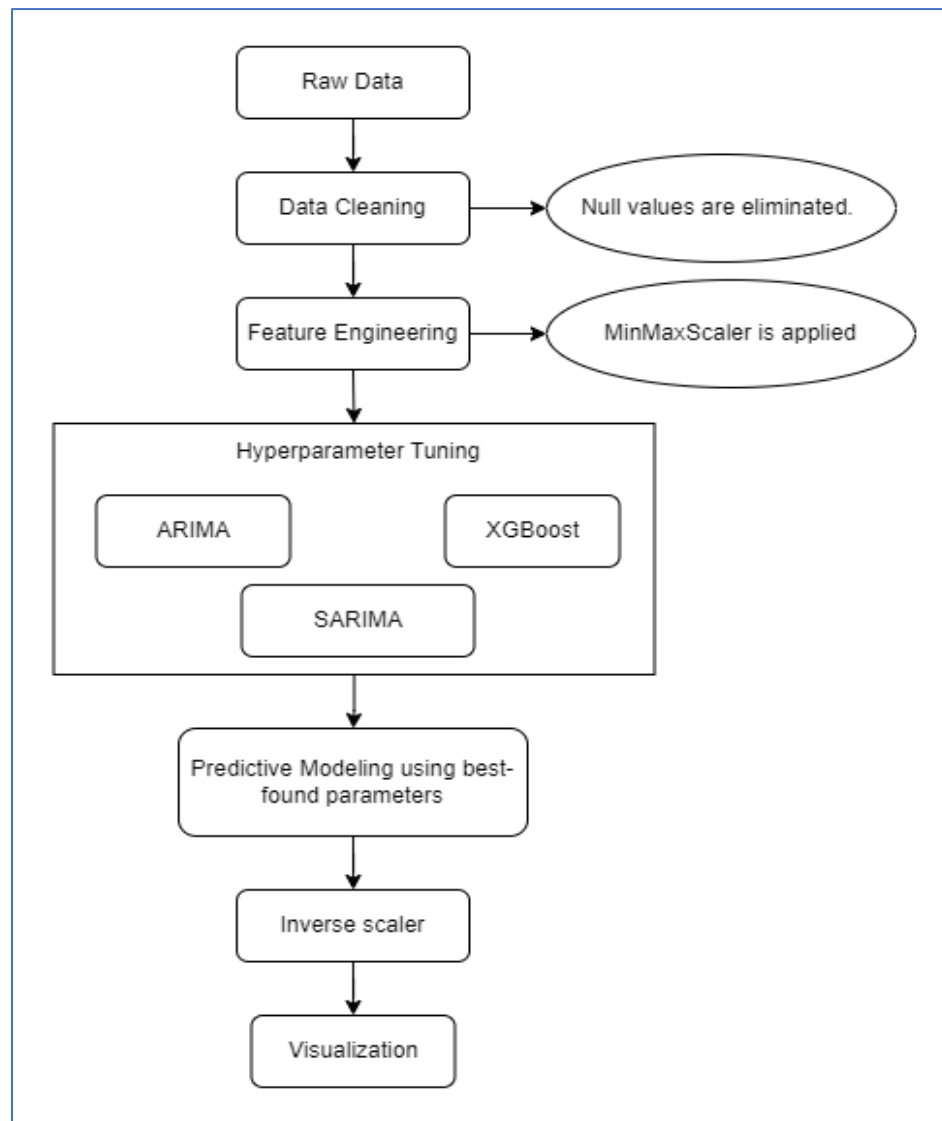 Raw Data
Data Cleaning
Null values are eliminated.
Feature Engineering
MinMaxScaler is applied
Hyperparameter Tuning
ARIMA
XGBoost
SARIMA
Predictive Modeling using best-
found parameters
Inverse scaler
Visualization